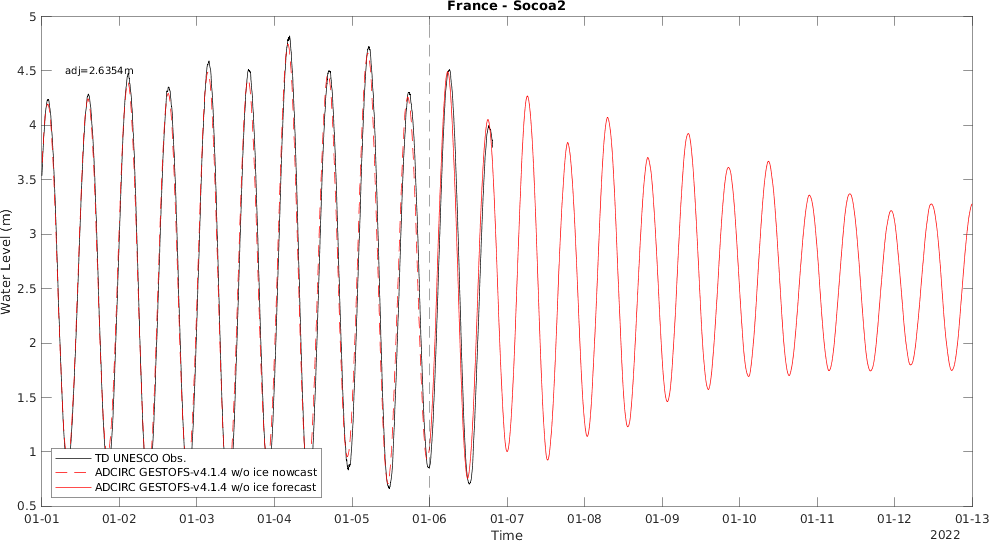 France - Socoa2
adj=2.6354m
Water Level (m)
5
4.5
4
3.5
3
2.5
2
1.5
1
0.5
TD UNESCO Obs.
ADCIRC GESTOFS-v4.1.4 w/o ice nowcast
ADCIRC GESTOFS-v4.1.4 w/o ice forecast
01-01 01-02 01-03 01-04 01-05 01-06 01-07 01-08 01-09 01-10 01-11 01-12 01-13
Time
2022